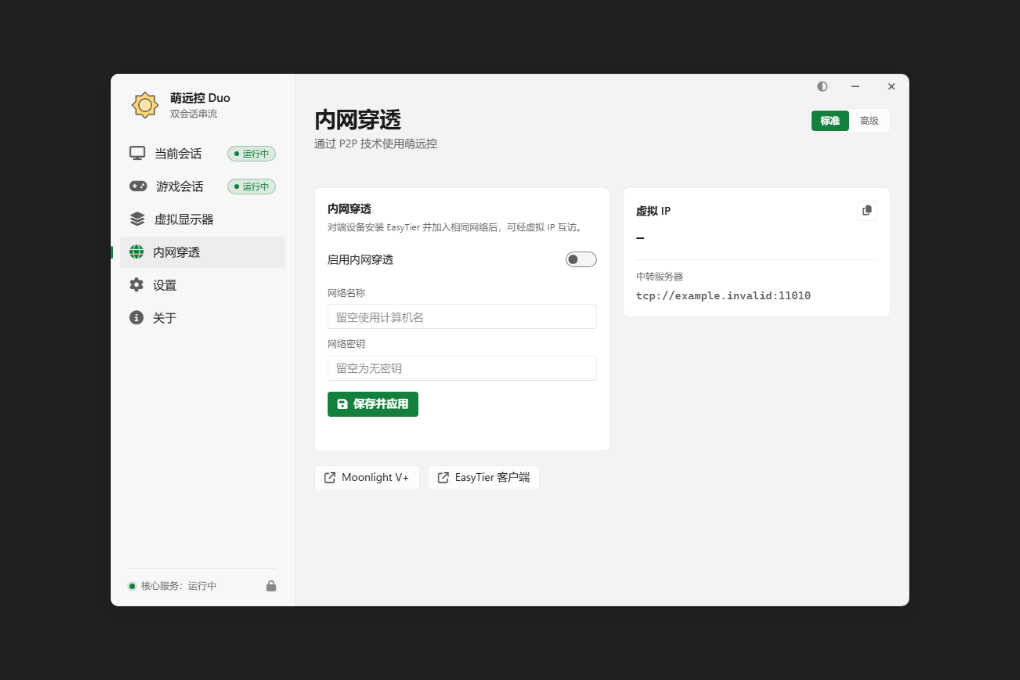 萌远控 Duo
双会话串流
当前会话
运行中
游戏会话
运行中
虚拟显示器
内网穿透
设置
关于
核心服务：运行中
内网穿透
通过 P2P 技术使用萌远控
标准
高级
内网穿透
对端设备安装 EasyTier 并加入相同网络后，可经虚拟 IP 互访。
启用内网穿透
网络名称
留空使用计算机名
网络密钥
留空为无密钥
保存并应用
虚拟 IP
—
中转服务器
tcp://example.invalid:11010
Moonlight V+
EasyTier 客户端